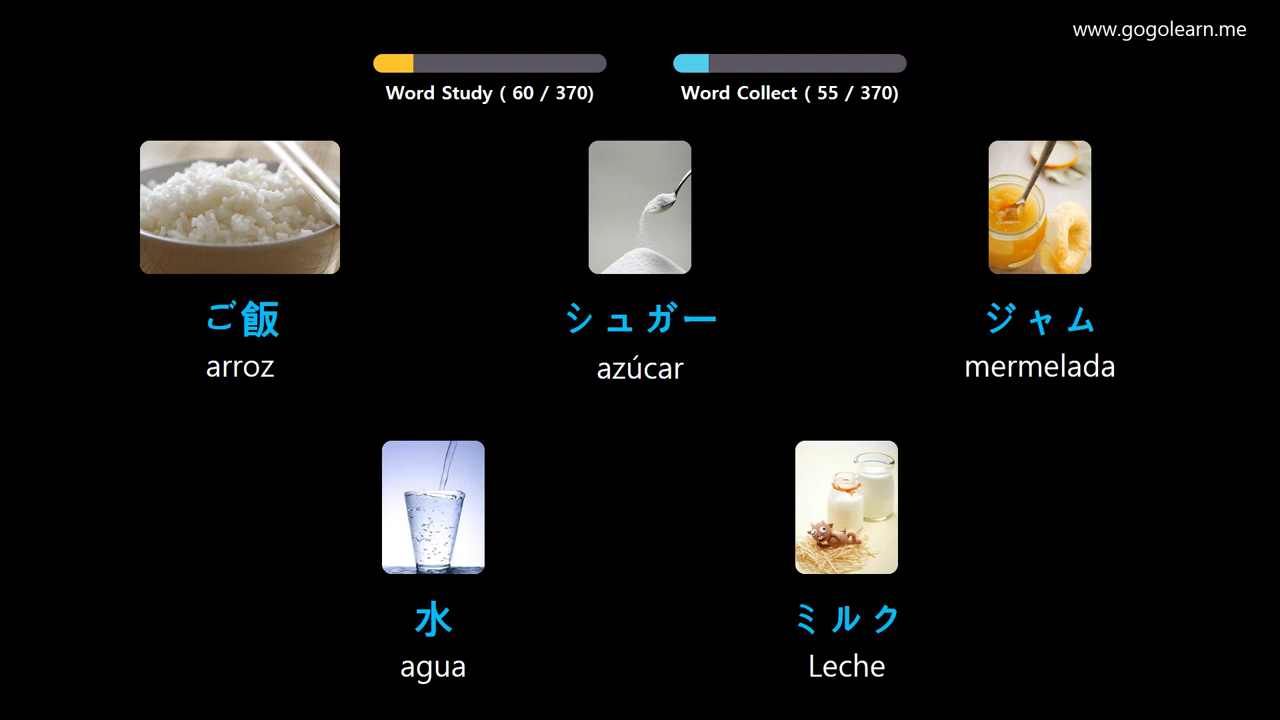 www.gogolearn.me
Word Study ( 60 / 370)
Word Collect ( 55 / 370)
ご飯
シュガー
ジャム
arroz
azúcar
mermelada
水
ミルク
agua
Leche